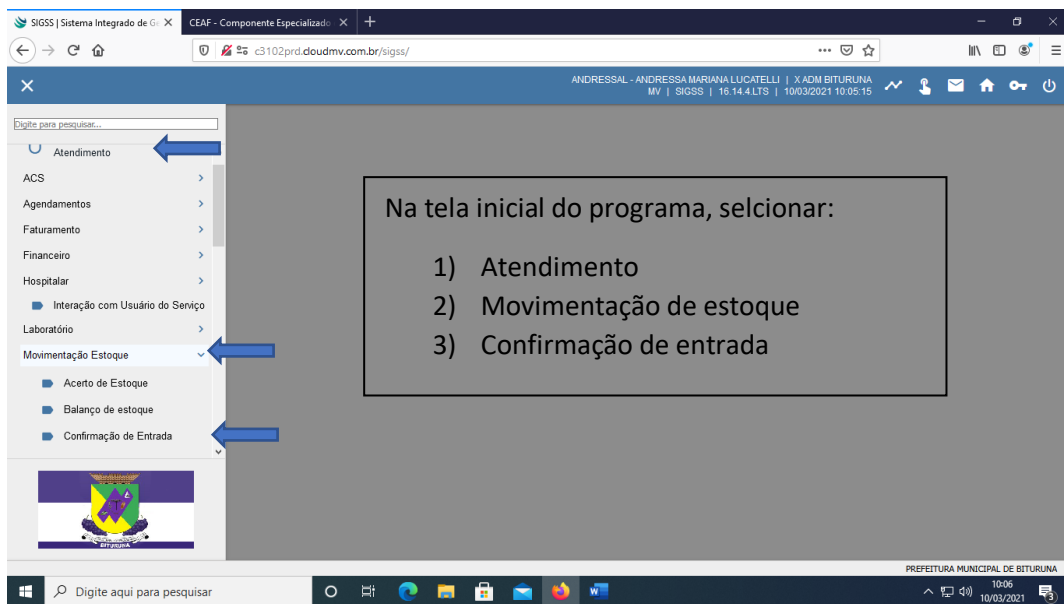 SIGSS | Sistema Integrado de Ge
CEAF - Componente Especializado
c3102prd.cloudmv.com.br/sigss/
ANDRESSAL - ANDRESSA MARIANA LUCATELLI | X ADM BITURUNA
MV | SIGSS | 16.14.4.LTS | 10/03/2021 10:05:15
Digite para pesquisar...
Atendimento
ACS
Agendamentos
Faturamento
Financeiro
Hospitalar
Interação com Usuário do Serviço
Laboratório
Movimentação Estoque
Acerto de Estoque
Balanço de estoque
Confirmação de Entrada
Na tela inicial do programa, selcionar:
1) Atendimento
2) Movimentação de estoque
3) Confirmação de entrada
BITURUNA
PREFEITURA MUNICIPAL DE BITURUNA
Digite aqui para pesquisar
10:06
10/03/2021
3